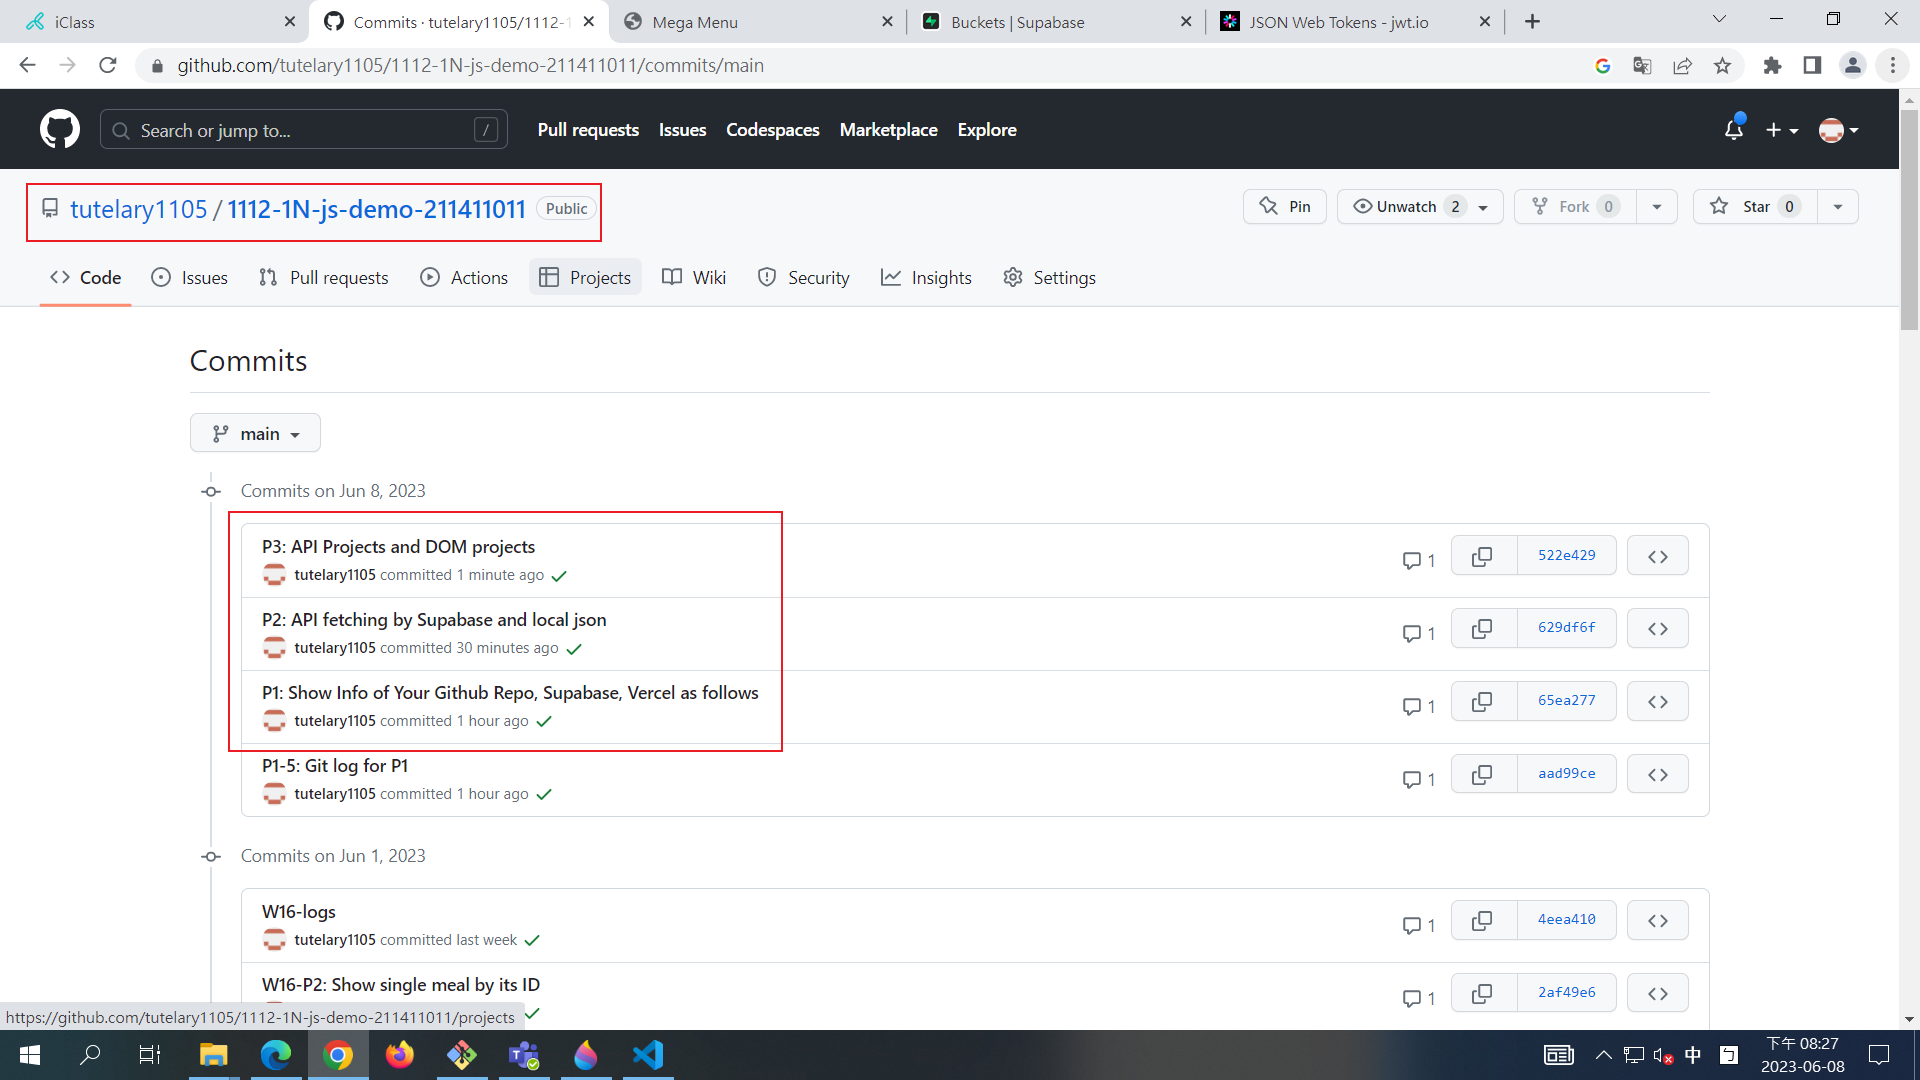 iClass
Commits · tutelary1105/1112-1
Mega Menu
Buckets | Supabase
JSON Web Tokens - jwt.io
github.com/tutelary1105/1112-1N-js-demo-211411011/commits/main
Search or jump to... /
Pull requests Issues Codespaces Marketplace Explore
tutelary1105 / 1112-1N-js-demo-211411011 Public
Pin Unwatch 2 Fork 0 Star 0
Code Issues Pull requests Actions Projects Wiki Security Insights Settings
Commits
main
Commits on Jun 8, 2023
P3: API Projects and DOM projects
tutelary1105 committed 1 minute ago
1 522e429
P2: API fetching by Supabase and local json
tutelary1105 committed 30 minutes ago
1 629df6f
P1: Show Info of Your Github Repo, Supabase, Vercel as follows
tutelary1105 committed 1 hour ago
1 65ea277
P1-5: Git log for P1
tutelary1105 committed 1 hour ago
1 aad99ce
Commits on Jun 1, 2023
W16-logs
tutelary1105 committed last week
1 4eea410
W16-P2: Show single meal by its ID
1 2af49e6
https://github.com/tutelary1105/1112-1N-js-demo-211411011/projects
中 ㄅ
下午 08:27
2023-06-08